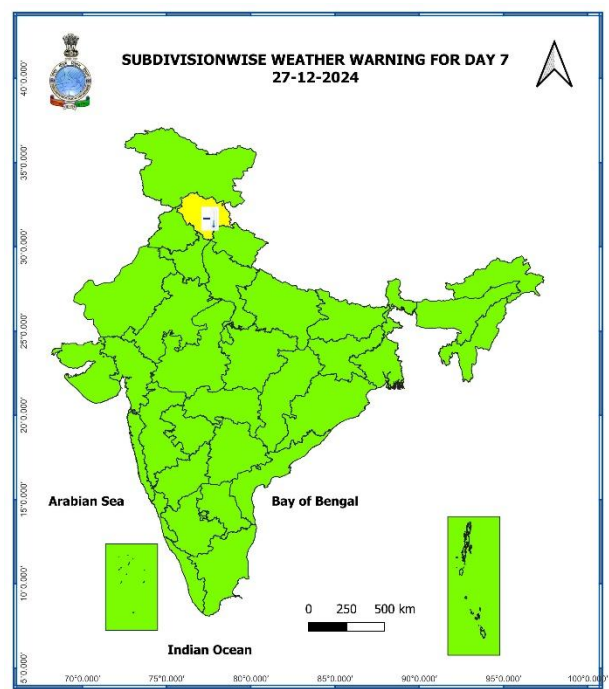 SUBDIVISIONWISE WEATHER WARNING FOR DAY 7
27-12-2024
40°0.000'
35°0.000'
30°0.000'
25°0.000'
20°0.000'
15°0.000'
10°0.000'
5°0.000'
Arabian Sea
Bay of Bengal
0 250 500 km
Indian Ocean
70°0.000' 75°0.000' 80°0.000' 85°0.000' 90°0.000' 95°0.000' 100°0.000'